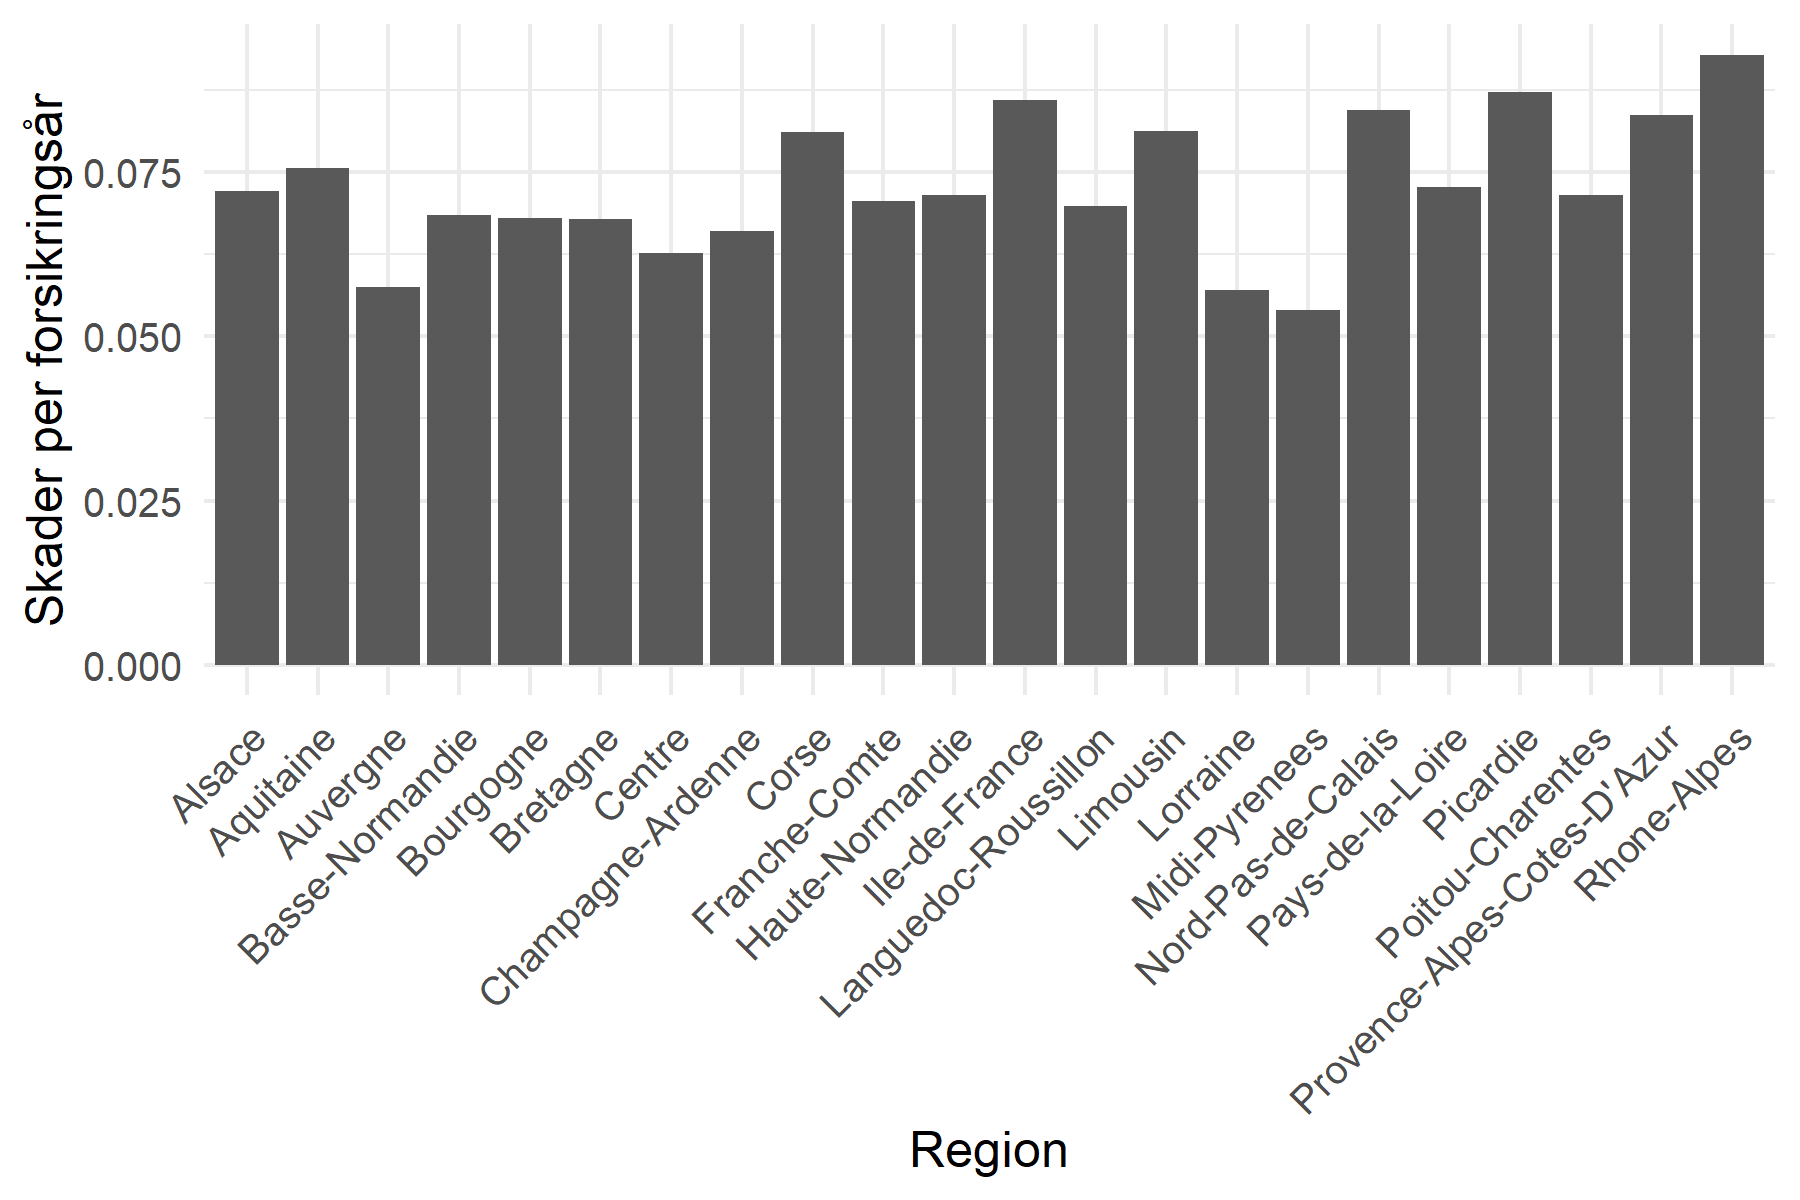 Skader per forsikringsår
0.075
0.050
0.025
0.000
Alsace
Aquitaine
Auvergne
Basse-Normandie
Bourgogne
Bretagne
Centre
Champagne-Ardenne
Corse
Franche-Comte
Haute-Normandie
Ile-de-France
Languedoc-Roussillon
Limousin
Lorraine
Midi-Pyrenees
Nord-Pas-de-Calais
Pays-de-la-Loire
Picardie
Poitou-Charentes
Provence-Alpes-Cotes-D'Azur
Rhone-Alpes
Region